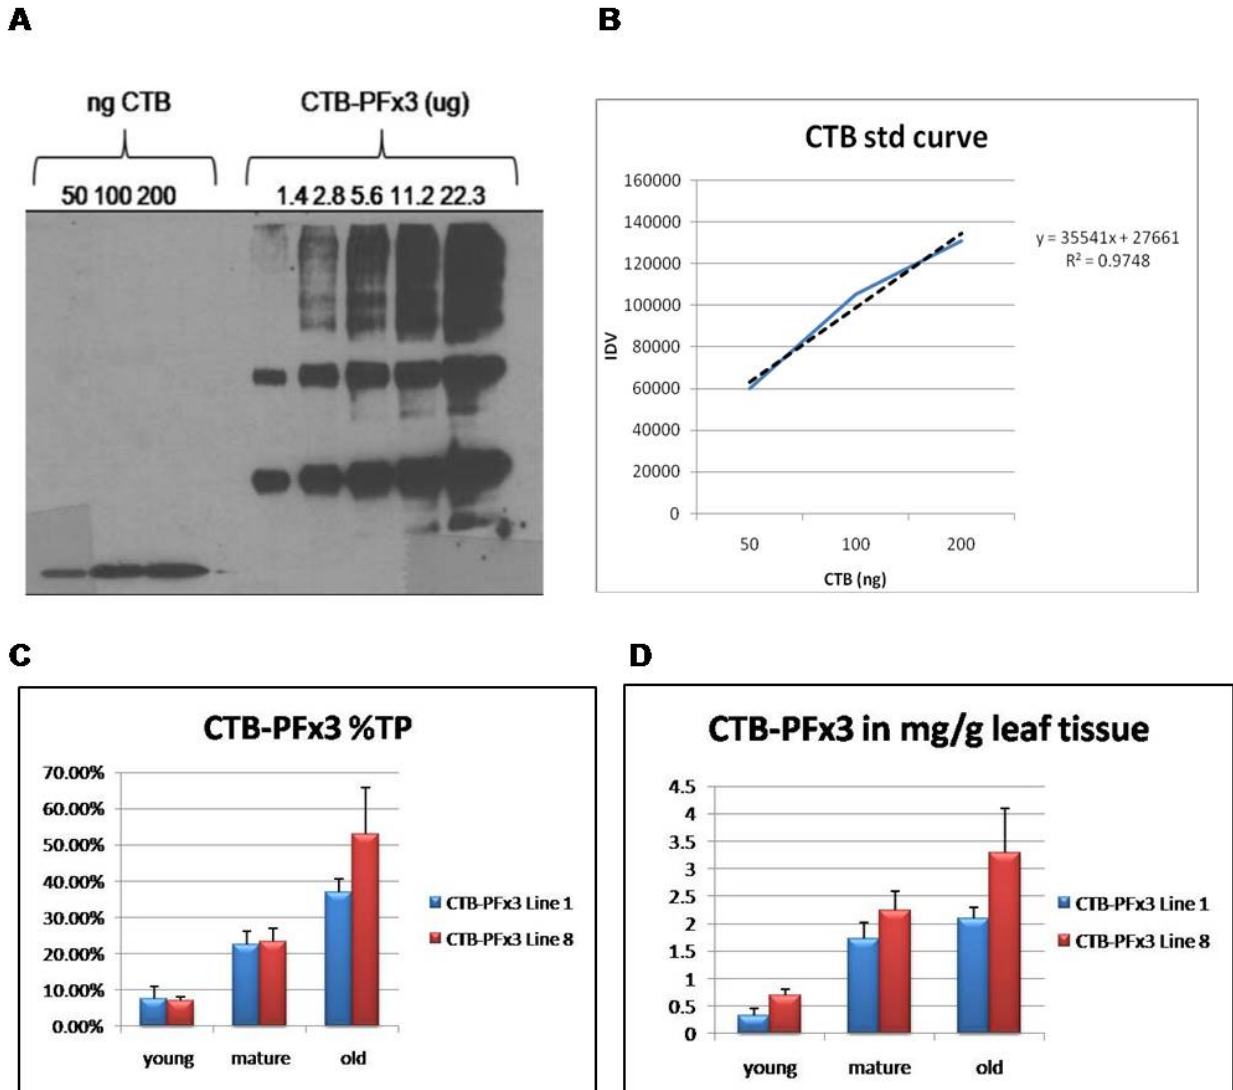 A
B
ng CTB
CTB-PFx3 (ug)
50 100 200
1.4 2.8 5.6 11.2 22.3
CTB std curve
160000
140000
120000
100000
80000
60000
40000
20000
0
IDV
50 100 200
CTB (ng)
y = 35541x + 27661
R² = 0.9748
C
D
CTB-PFx3 %TP
70.00%
60.00%
50.00%
40.00%
30.00%
20.00%
10.00%
0.00%
young mature old
CTB-PFx3 Line 1
CTB-PFx3 Line 8
CTB-PFx3 in mg/g leaf tissue
4.5
4
3.5
3
2.5
2
1.5
1
0.5
0
young mature old
CTB-PFx3 Line 1
CTB-PFx3 Line 8